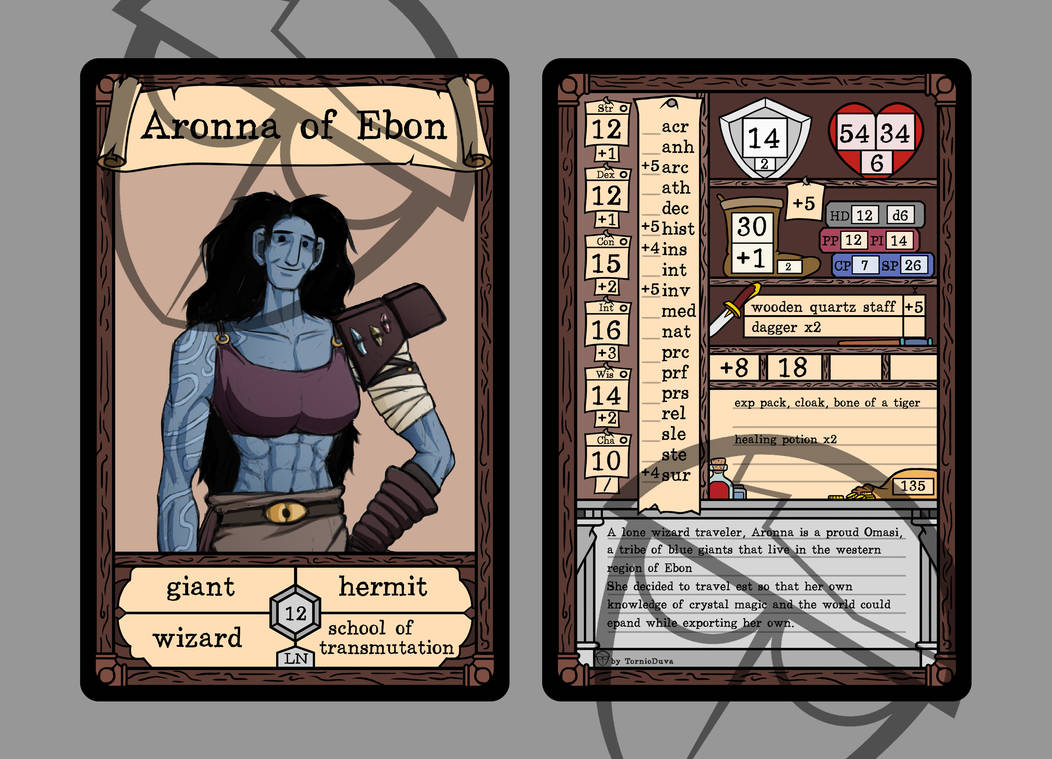 Aronna of Ebon
giant
hermit
12
wizard
school of
transmutation
LN
Str
12
+1
Dex
12
+1
Con
15
+2
Int
16
+3
Wis
14
+2
Cha
10
/
acr
anh
+5 arc
ath
dec
+5 hist
+4 ins
int
+5 inv
med
nat
prc
prf
prs
rel
sle
ste
+4 sur
14
2
54 34
6
+5
30
+1
2
HD 12 d6
PP 12 PI 14
CP 7 SP 26
wooden quartz staff +5
dagger x2
+8 18
exp pack, cloak, bone of a tiger
healing potion x2
135
A lone wizard traveler, Aronna is a proud Omasi,
a tribe of blue giants that live in the western
region of Ebon
She decided to travel est so that her own
knowledge of crystal magic and the world could
epand while exporting her own.
by TornioDuva